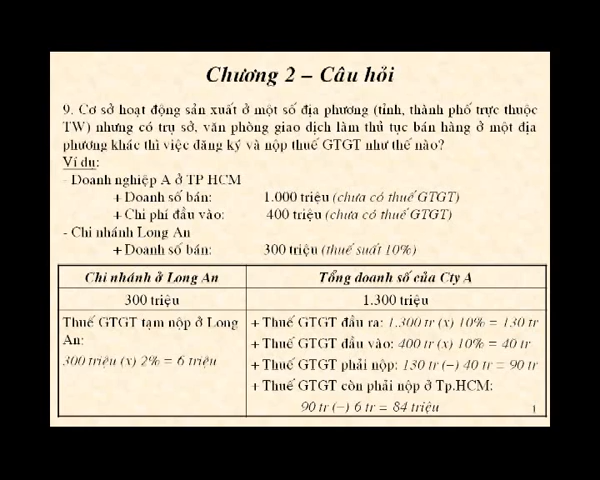 Chương 2 – Câu hỏi
9. Cơ sở hoạt động sản xuất ở một số địa phương (tỉnh, thành phố trực thuộc
TW) nhưng có trụ sở, văn phòng giao dịch làm thủ tục bán hàng ở một địa
phương khác thì việc đăng ký và nộp thuế GTGT như thế nào?
Ví dụ:
- Doanh nghiệp A ở TP HCM
+ Doanh số bán: 1.000 triệu (chưa có thuế GTGT)
+ Chi phí đầu vào: 400 triệu (chưa có thuế GTGT)
- Chi nhánh Long An
+ Doanh số bán: 300 triệu (thuế suất 10%)
Chi nhánh ở Long An Tổng doanh số của Cty A
300 triệu 1.300 triệu
Thuế GTGT tạm nộp ở Long An:
300 triệu (x) 2% = 6 triệu
+ Thuế GTGT đầu ra: 1.300 tr (x) 10% = 130 tr
+ Thuế GTGT đầu vào: 400 tr (x) 10% = 40 tr
+ Thuế GTGT phải nộp: 130 tr (–) 40 tr = 90 tr
+ Thuế GTGT còn phải nộp ở Tp.HCM:
90 tr (–) 6 tr = 84 triệu
1